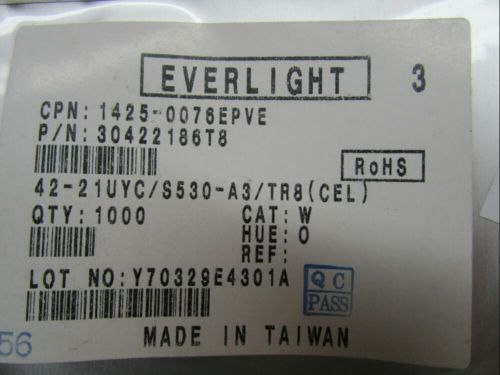 EVERLIGHT 3
CPN: 1425-0076EPVE
P/N: 30422186T8
RoHS
42-21UYC/S530-A3/TR8(CEL)
QTY: 1000 CAT: W
HUE: O
REF:
LOT NO: Y70329E4301A
QC
PASS
56
MADE IN TAIWAN